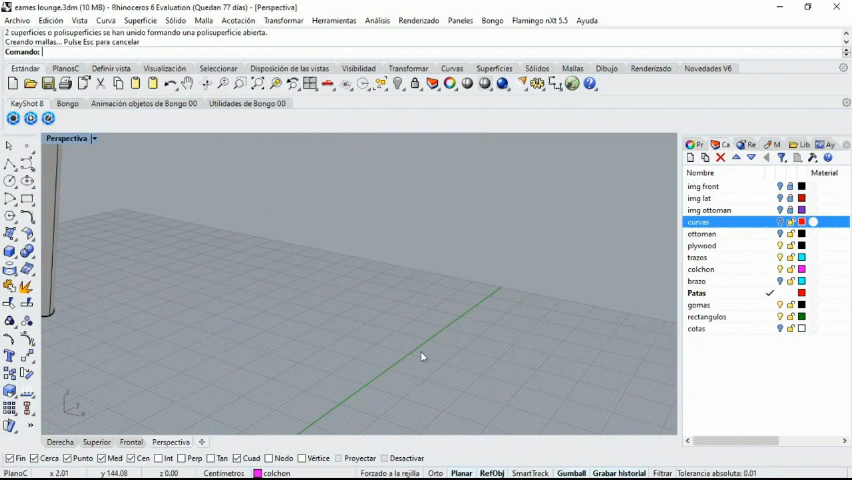 eames lounge.3dm (10 MB) - Rhinoceros 6 Evaluation (Quedan 77 días) - [Perspectiva]
Archivo Edición Vista Curva Superficie Sólido Malla Acotación Transformar Herramientas Análisis Renderizado Paneles Bongo Flamingo nXt 5.5 Ayuda
2 superficies o polisuperficies se han unido formando una polisuperficie abierta.
Creando mallas... Pulse Esc para cancelar
Comando:
Estándar PlanosC Definir vista Visualización Seleccionar Disposición de las vistas Visibilidad Transformar Curvas Superficies Sólidos Mallas Dibujo Renderizado Novedades V6
KeyShot 8 Bongo Animación objetos de Bongo 00 Utilidades de Bongo 00
Perspectiva
Pr Ca Re M Lib Ay
Nombre Material
img front
img lat
img ottoman
curvas
ottoman
plywood
trazos
colchon
brazo
Patas
gomas
rectangulos
cotas
z
y
x
Derecha Superior Frontal Perspectiva
Fin Cerca Punto Med Cen Int Perp Tan Cuad Nodo Vértice Proyectar Desactivar
PlanoC x 2.01 y 144.08 z 0.00 Centímetros colchon Forzado a la rejilla Orto Planar RefObj SmartTrack Gumball Grabar historial Filtrar Tolerancia absoluta: 0.01